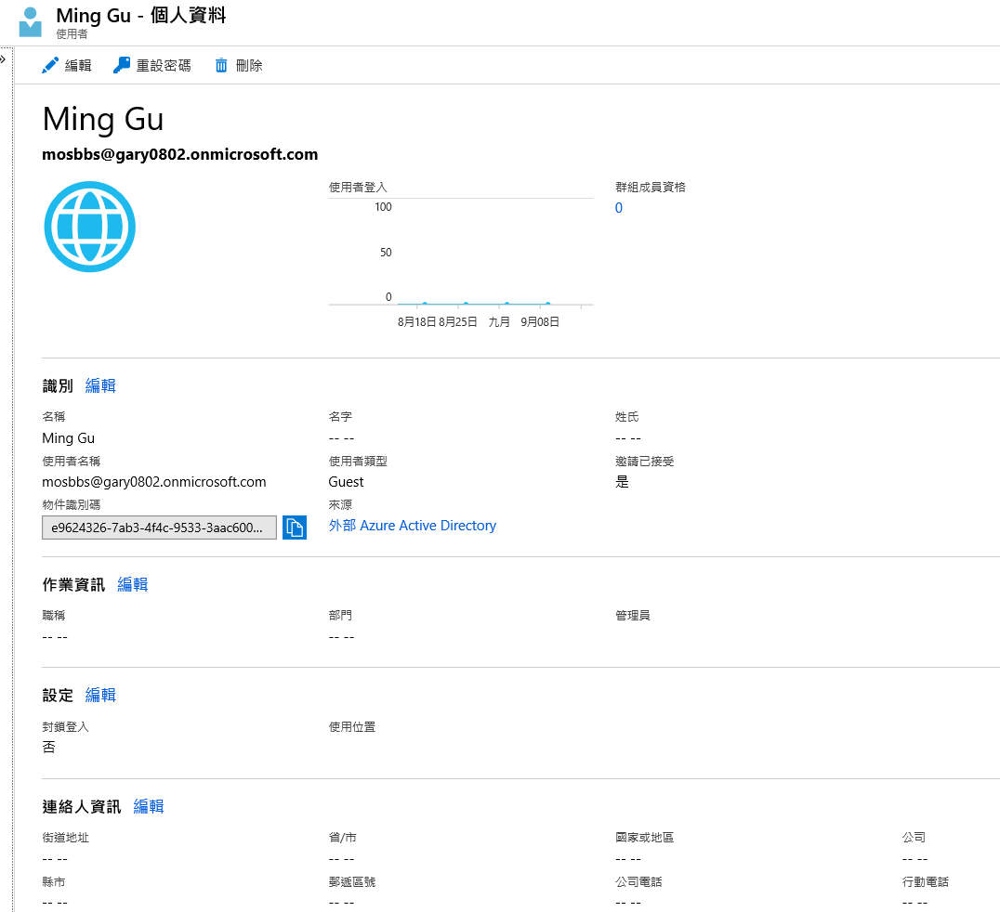 Ming Gu - 個人資料
使用者
»
編輯 重設密碼 刪除
Ming Gu
mosbbs@gary0802.onmicrosoft.com
使用者登入
100
50
0
8月18日 8月25日 九月 9月08日
群組成員資格
0
識別 編輯
名稱 名字 姓氏
Ming Gu -- -- -- --
使用者名稱 使用者類型 邀請已接受
mosbbs@gary0802.onmicrosoft.com Guest 是
物件識別碼 來源
e9624326-7ab3-4f4c-9533-3aac600... 外部 Azure Active Directory
作業資訊 編輯
職稱 部門 管理員
-- -- -- --
設定 編輯
封鎖登入 使用位置
否
連絡人資訊 編輯
街道地址 省/市 國家或地區 公司
-- -- -- -- -- -- -- --
縣市 郵遞區號 公司電話 行動電話
-- -- -- -- -- -- -- --